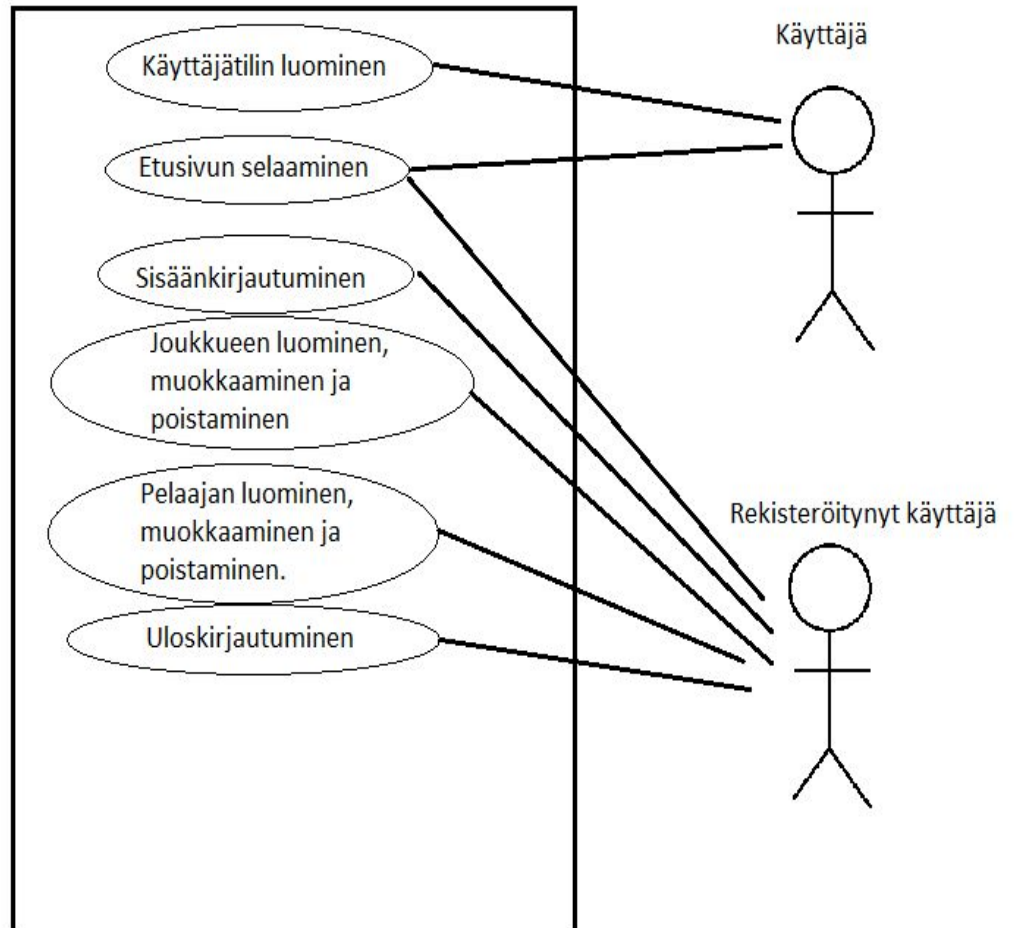 Käyttäjä
Käyttäjätilin luominen
Etusivun selaaminen
Sisäänkirjautuminen
Joukkueen luominen,
muokkaaminen ja
poistaminen
Pelaajan luominen,
muokkaaminen ja
poistaminen.
Rekisteröitynyt käyttäjä
Uloskirjautuminen